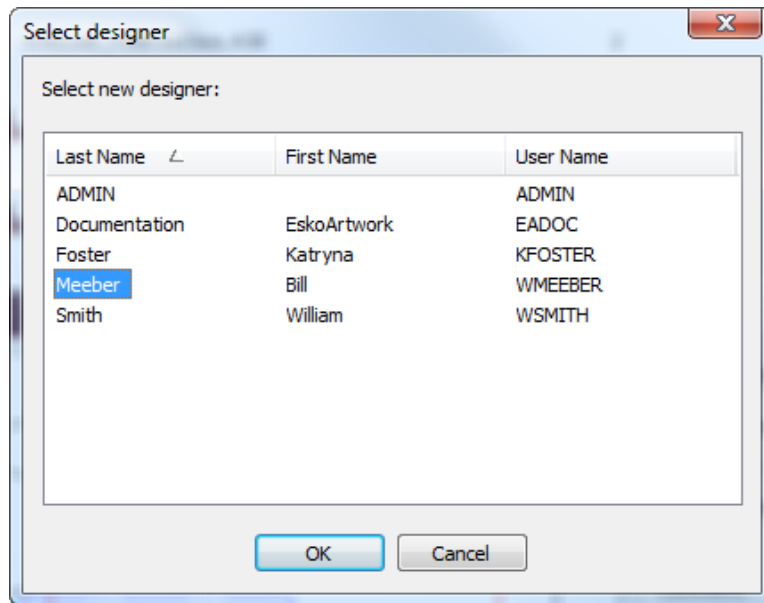 Select designer
Select new designer:
Last Name First Name User Name
ADMIN ADMIN
Documentation EskoArtwork EADOC
Foster Katryna KFOSTER
Meeber Bill WMEEBER
Smith William WSMITH
OK Cancel